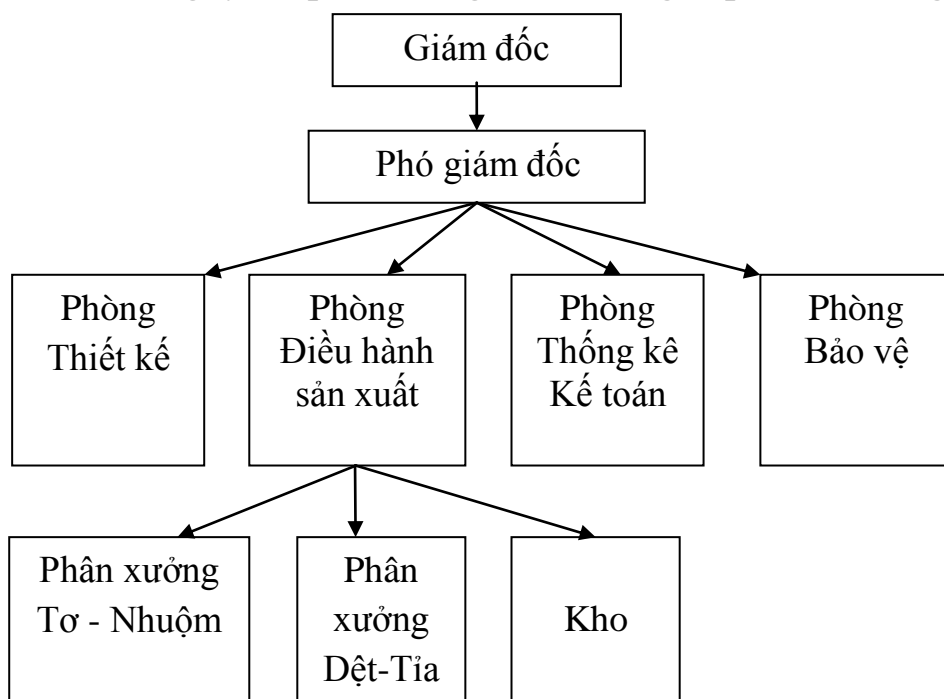 Giám đốc
Phó giám đốc
Phòng
Thiết kế
Phòng
Điều hành
sản xuất
Phòng
Thống kê
Kế toán
Phòng
Bảo vệ
Phân xưởng
Tơ - Nhuộm
Phân
xưởng
Dệt-Tỉa
Kho